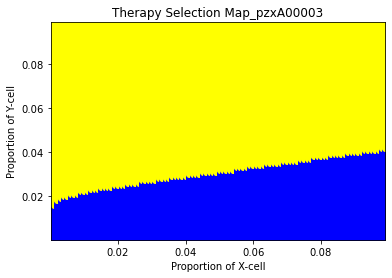 Therapy Selection Map_pzxA00003
Proportion of Y-cell
0.08
0.06
0.04
0.02
0.02 0.04 0.06 0.08
Proportion of X-cell